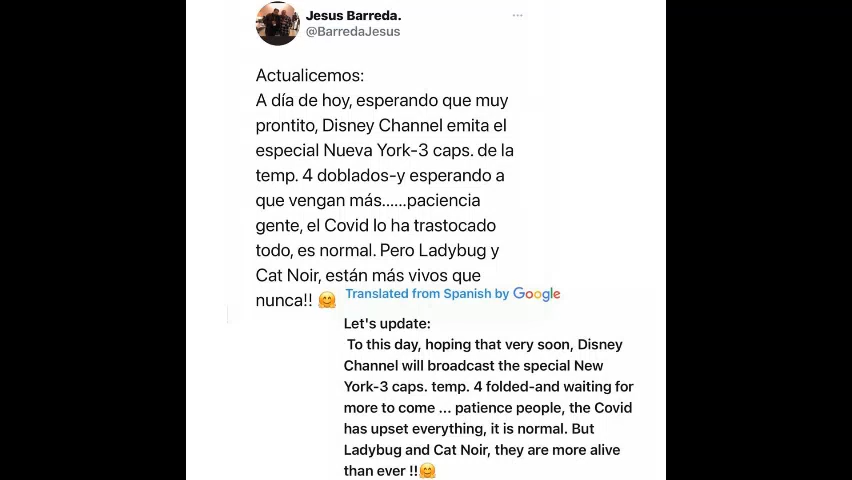 Jesus Barreda.
@BarredaJesus
Actualicemos:
A día de hoy, esperando que muy
prontito, Disney Channel emita el
especial Nueva York-3 caps. de la
temp. 4 doblados-y esperando a
que vengan más......paciencia
gente, el Covid lo ha trastocado
todo, es normal. Pero Ladybug y
Cat Noir, están más vivos que
nunca!! 🤗
Translated from Spanish by Google
Let's update:
To this day, hoping that very soon, Disney
Channel will broadcast the special New
York-3 caps. temp. 4 folded-and waiting for
more to come ... patience people, the Covid
has upset everything, it is normal. But
Ladybug and Cat Noir, they are more alive
than ever !!🤗